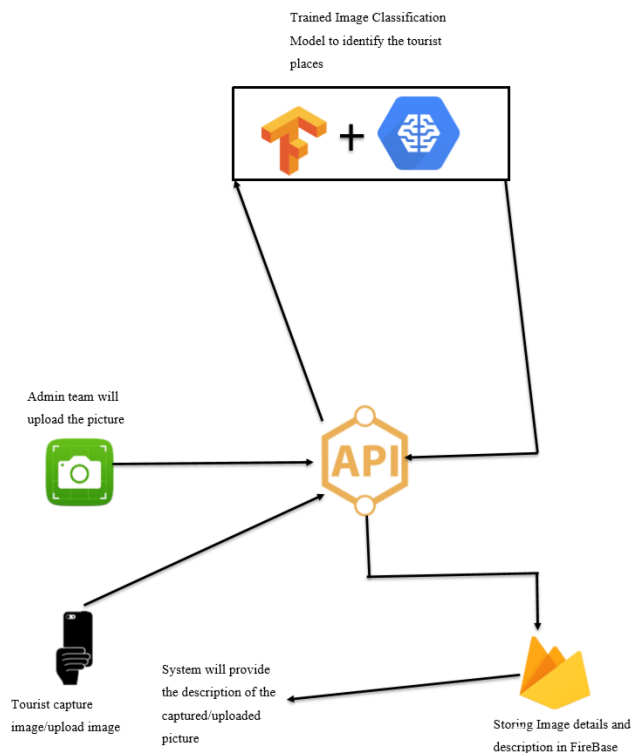 Trained Image Classification
Model to identify the tourist
places
Admin team will
upload the picture
API
Tourist capture
image/upload image
System will provide
the description of the
captured/uploaded
picture
Storing Image details and
description in FireBase